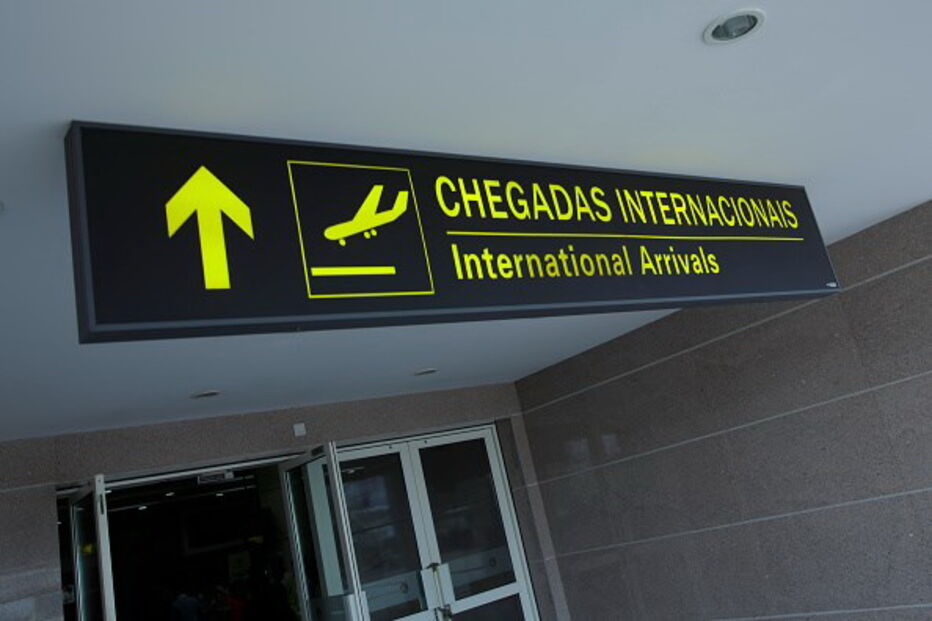 CHEGADAS INTERNACIONAIS
International Arrivals